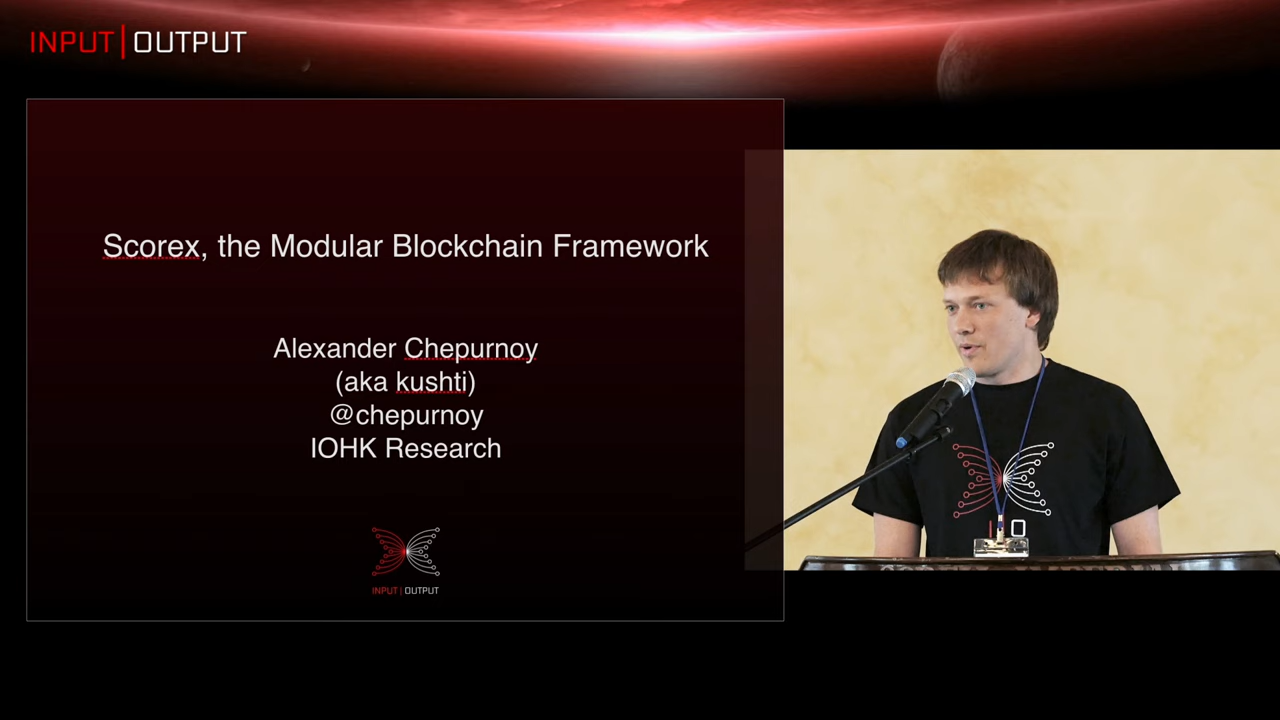 INPUT | OUTPUT
Scorex, the Modular Blockchain Framework
Alexander Chepurnoy
(aka kushti)
@chepurnoy
IOHK Research
INPUT | OUTPUT